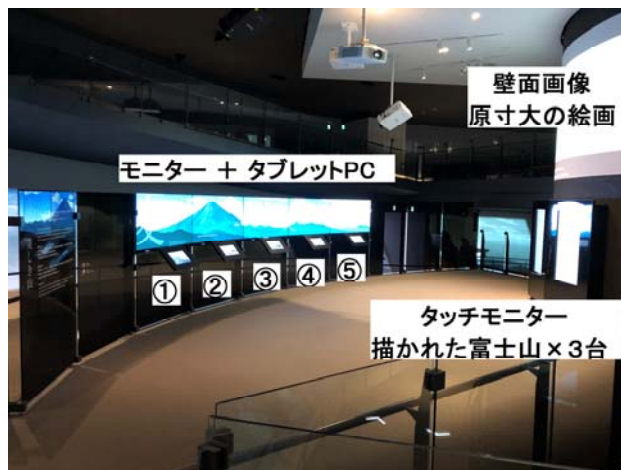 壁面画像
原寸大の絵画
モニター + タブレットPC
① ② ③ ④ ⑤
タッチモニター
描かれた富士山×3台